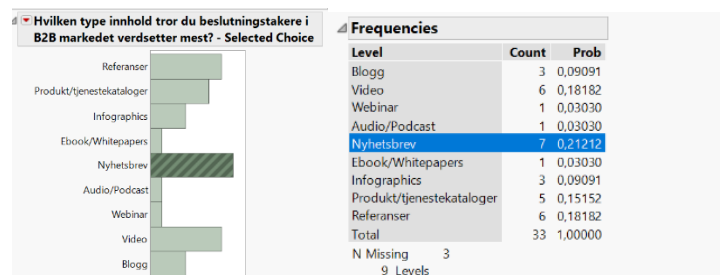 Hvilken type innhold tror du beslutningstakere i
B2B markedet verdsetter mest? - Selected Choice
Referanser
Produkt/tjenestekataloger
Infographics
Ebook/Whitepapers
Nyhetsbrev
Audio/Podcast
Webinar
Video
Blogg
Frequencies
Level Count Prob
Blogg 3 0,09091
Video 6 0,18182
Webinar 1 0,03030
Audio/Podcast 1 0,03030
Nyhetsbrev 7 0,21212
Ebook/Whitepapers 1 0,03030
Infographics 3 0,09091
Produkt/tjenestekataloger 5 0,15152
Referanser 6 0,18182
Total 33 1,00000
N Missing 3
9 Levels